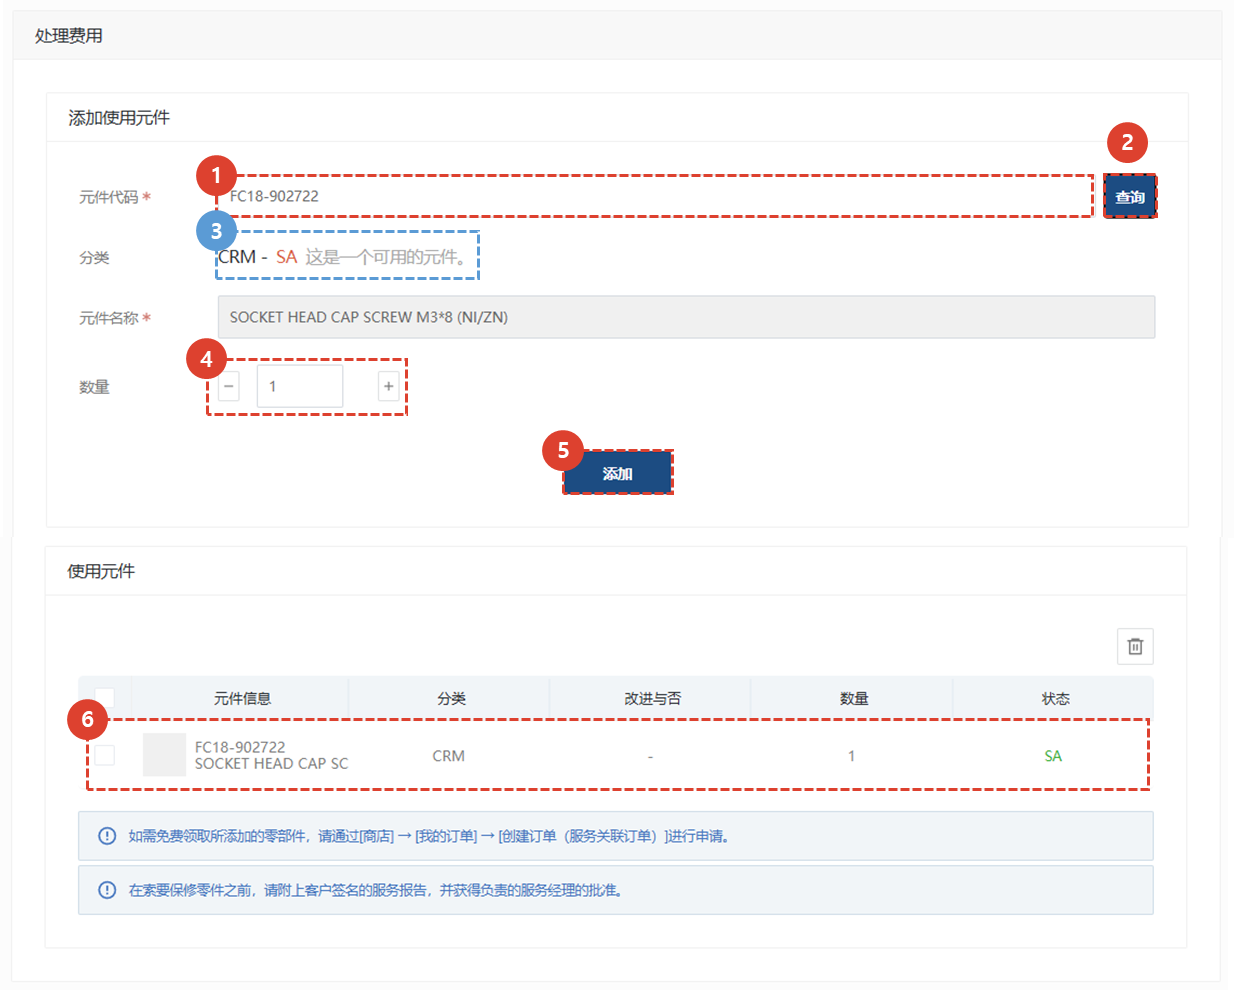 处理费用
添加使用元件
2
1
元件代码 *
FC18-902722
查询
3
分类
CRM - SA 这是一个可用的元件。
元件名称 *
SOCKET HEAD CAP SCREW M3*8 (NI/ZN)
4
数量
− 1 +
5
添加
使用元件
元件信息 分类 改进与否 数量 状态
6
FC18-902722
SOCKET HEAD CAP SC
CRM - 1 SA
如需免费领取所添加的零部件，请通过[商店] → [我的订单] → [创建订单（服务关联订单）]进行申请。
在索要保修零件之前，请附上客户签名的服务报告，并获得负责的服务经理的批准。